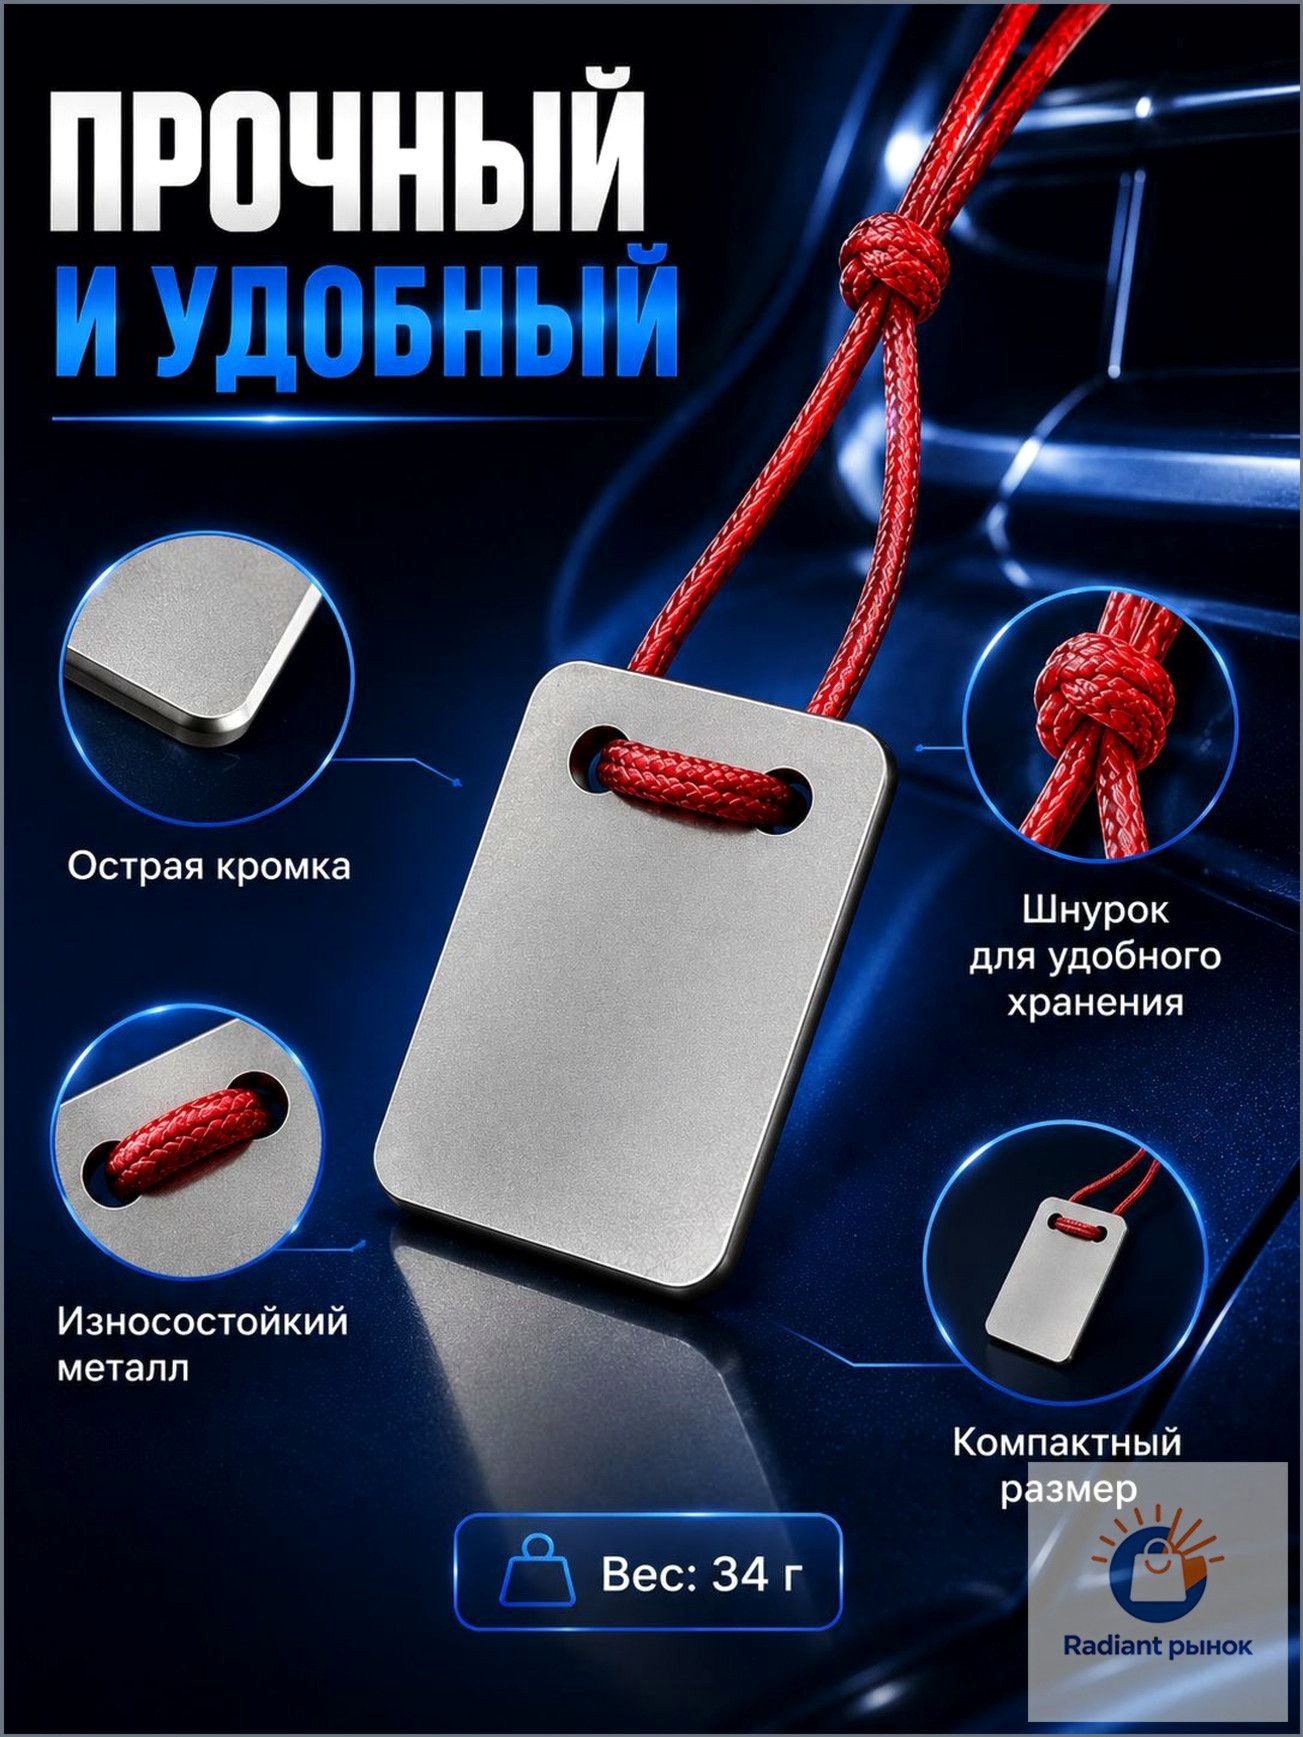 ПРОЧНЫЙ
И УДОБНЫЙ
Острая кромка
Шнурок
для удобного
хранения
Износостойкий
металл
Компактный
размер
Вес: 34 г
Radiant рынок